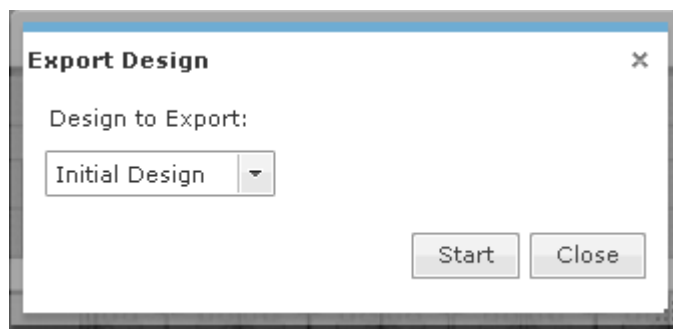 Export Design
Design to Export:
Initial Design
Start Close